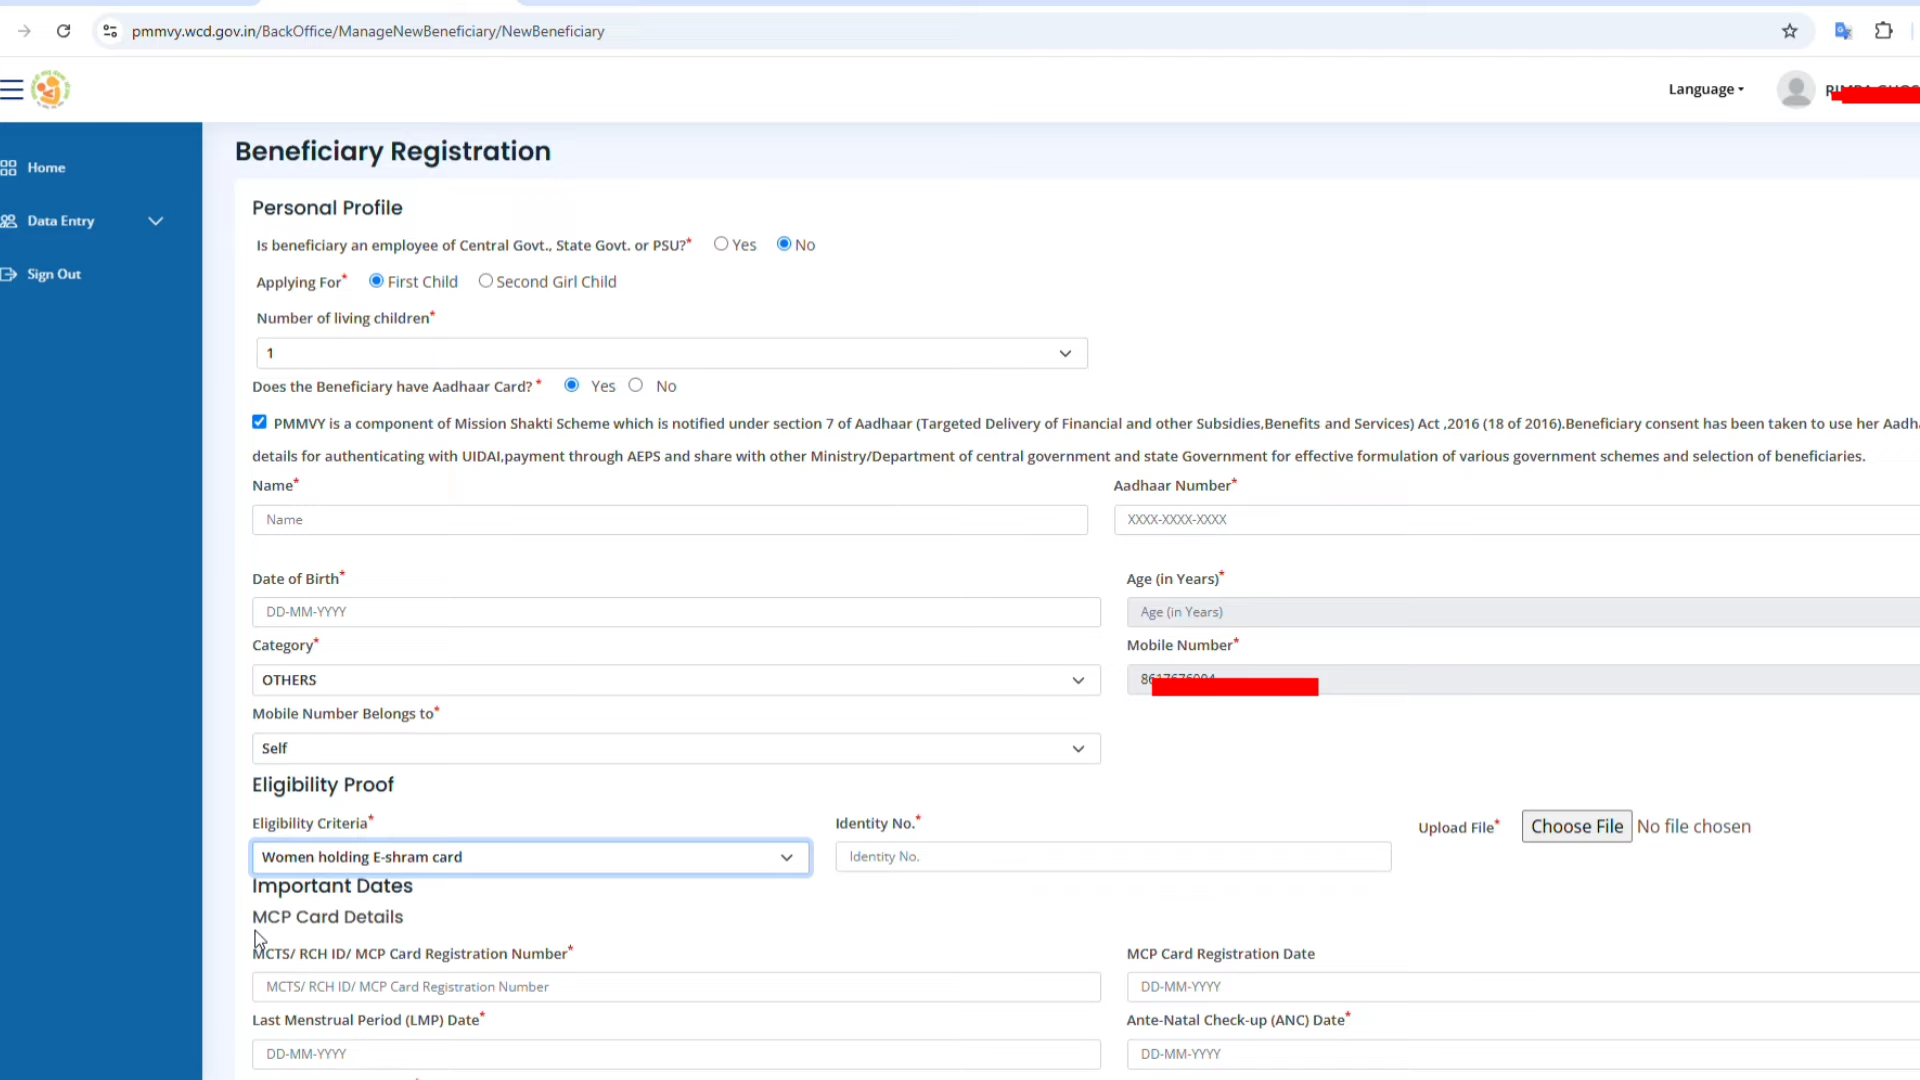 pmmvy.wcd.gov.in/BackOffice/ManageNewBeneficiary/NewBeneficiary
Language
Home
Data Entry
Sign Out
Beneficiary Registration
Personal Profile
Is beneficiary an employee of Central Govt., State Govt. or PSU?* Yes No
Applying For* First Child Second Girl Child
Number of living children*
1
Does the Beneficiary have Aadhaar Card? * Yes No
PMMVY is a component of Mission Shakti Scheme which is notified under section 7 of Aadhaar (Targeted Delivery of Financial and other Subsidies,Benefits and Services) Act ,2016 (18 of 2016).Beneficiary consent has been taken to use her
details for authenticating with UIDAI,payment through AEPS and share with other Ministry/Department of central government and state Government for effective formulation of various government schemes and selection of beneficiaries.
Name* Aadhaar Number*
Name XXXX-XXXX-XXXX
Date of Birth* Age (in Years)*
DD-MM-YYYY Age (in Years)
Category* Mobile Number*
OTHERS
Mobile Number Belongs to*
Self
Eligibility Proof
Eligibility Criteria* Identity No.* Upload File* Choose File No file chosen
Women holding E-shram card Identity No.
Important Dates
MCP Card Details
MCTS/ RCH ID/ MCP Card Registration Number* MCP Card Registration Date
MCTS/ RCH ID/ MCP Card Registration Number DD-MM-YYYY
Last Menstrual Period (LMP) Date* Ante-Natal Check-up (ANC) Date*
DD-MM-YYYY DD-MM-YYYY